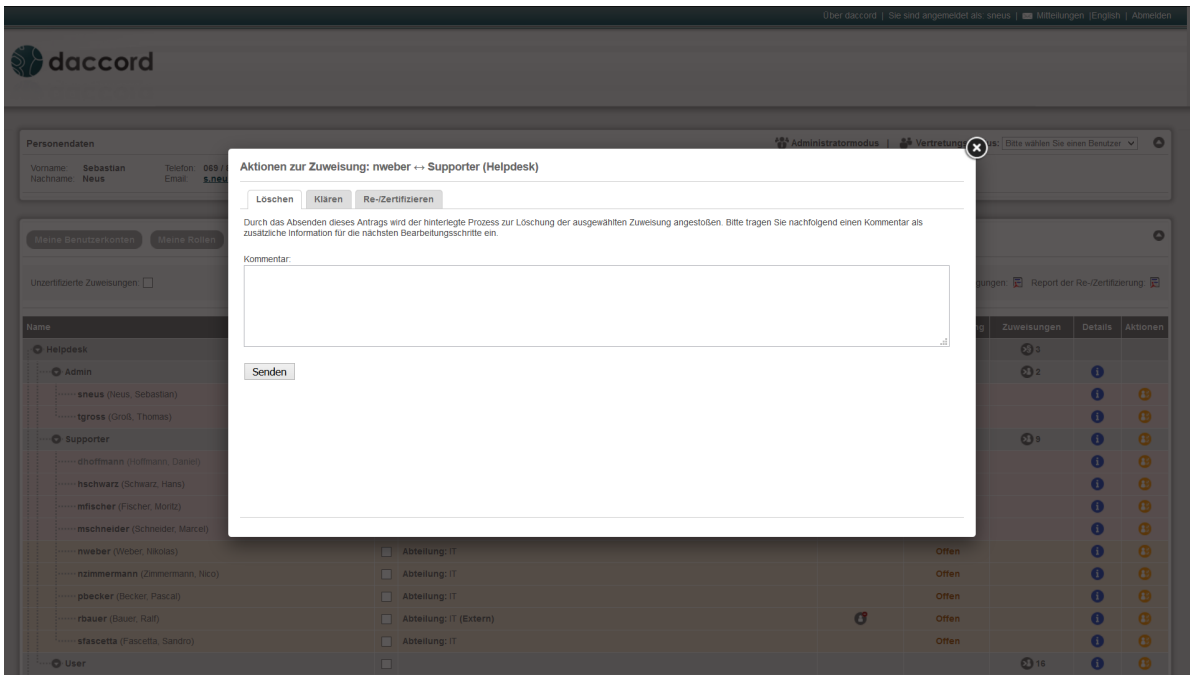 Über daccord | Sie sind angemeldet als: sneus | Mitteilungen |English | Abmelden
daccord
Personendaten
Administratormodus | Vertretungs us: Bitte wählen Sie einen Benutzer
Vorname: Sebastian Telefon: 069 /
Nachname: Neus Email: s.neu
Aktionen zur Zuweisung: nweber ↔ Supporter (Helpdesk)
Löschen Klären Re-/Zertifizieren
Durch das Absenden dieses Antrags wird der hinterlegte Prozess zur Löschung der ausgewählten Zuweisung angestoßen. Bitte tragen Sie nachfolgend einen Kommentar als
zusätzliche Information für die nächsten Bearbeitungsschritte ein.
Kommentar:
Senden
Meine Benutzerkonten Meine Rollen
Unzertifizierte Zuweisungen: gungen: Report der Re-/Zertifizierung:
Name ng Zuweisungen Details Aktionen
Helpdesk 3
Admin 2
sneus (Neus, Sebastian)
tgross (Groß, Thomas)
Supporter 9
dhoffmann (Hoffmann, Daniel)
hschwarz (Schwarz, Hans)
mfischer (Fischer, Moritz)
mschneider (Schneider, Marcel)
nweber (Weber, Nikolas) Abteilung: IT Offen
nzimmermann (Zimmermann, Nico) Abteilung: IT Offen
pbecker (Becker, Pascal) Abteilung: IT Offen
rbauer (Bauer, Ralf) Abteilung: IT (Extern) Offen
sfascetta (Fascetta, Sandro) Abteilung: IT Offen
User 16